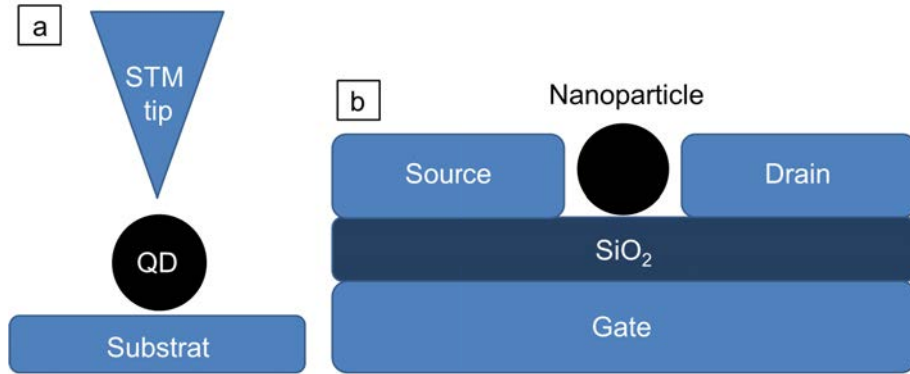 a
STM
tip
QD
Substrat
b
Nanoparticle
Source
Drain
SiO₂
Gate